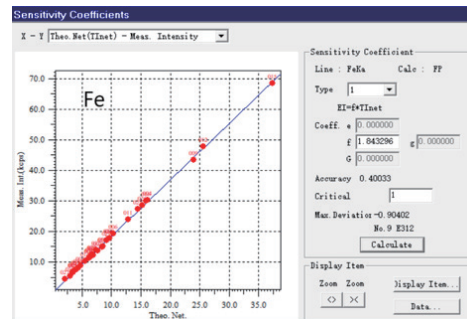 Sensitivity Coefficients
X - Y Theo.Net(TInet) - Meas. Intensity
Sensitivity Coefficient
Line : FeKa Calc : FP
Type 1
EI=f*TInet
Coeff. e 0.000000
f 1.843296 g 0.000000
G 0.000000
Accuracy 0.40033
Critical 1
Max.Deviation-0.90402
No.9 E312
Calculate
Display Item
Zoom Zoom Display Item...
<> >< Data...
Fe
Meas. Int(kcps)
70.0
60.0
50.0
40.0
30.0
20.0
10.0
5.0 10.0 15.0 20.0 25.0 30.0 35.0
Theo. Net.